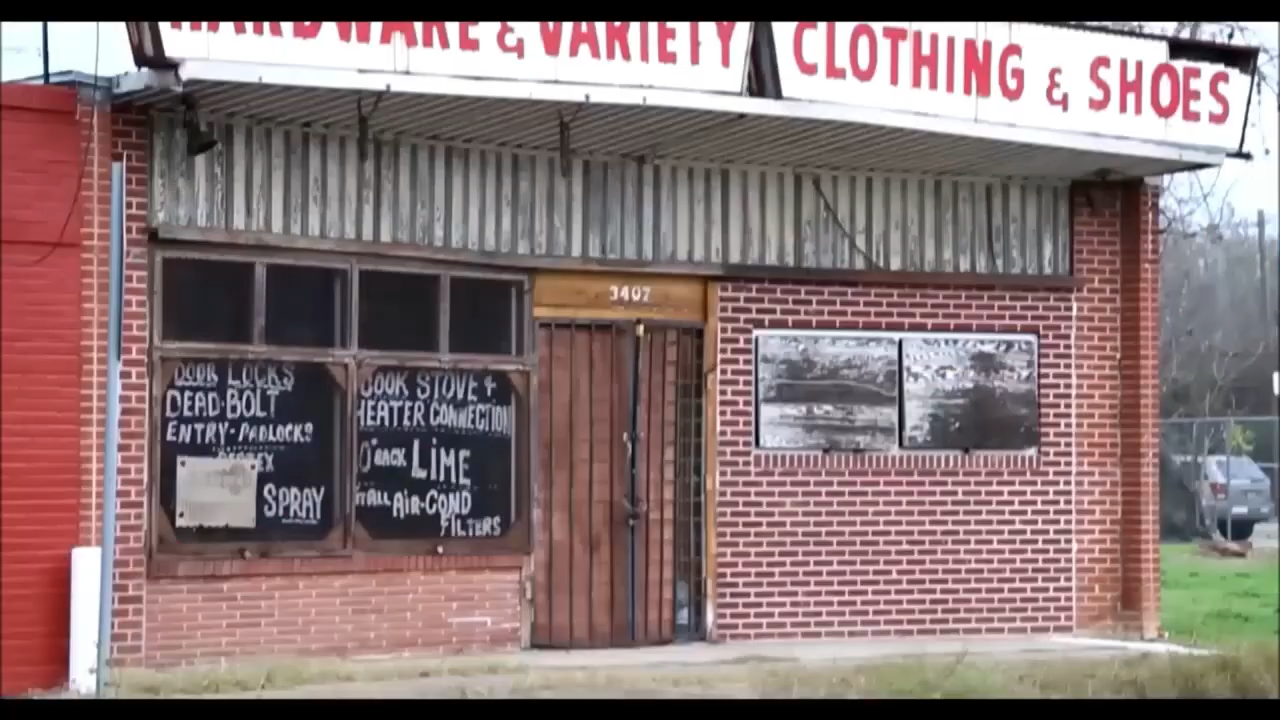 HARDWARE & VARIETY
CLOTHING & SHOES
3407
DOOR LOCKS
DEAD-BOLT
ENTRY-PADLOCKS
SPRAY
COOK STOVE &
HEATER CONNECTION
LIME
AIR-COND
FILTERS